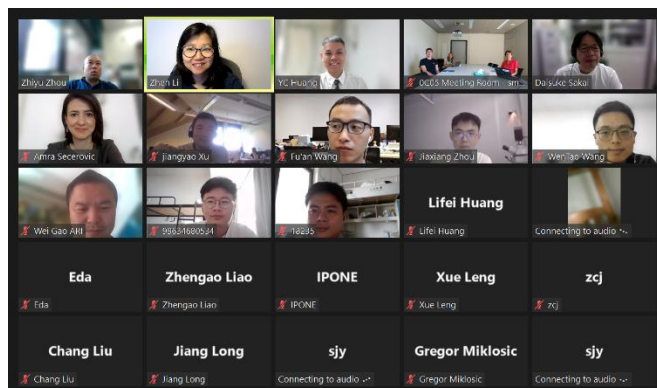 Zhiyu Zhou
Zhen Li
YC Huang
Meeting Room
Daisuke Sakai
Amra Secerovic
jiangyao Xu
Fu'an Wang
Jiaxiang Zhou
WenTao Wang
Wei Gao ARI
18235
Lifei Huang
Lifei Huang
Connecting to audio
Eda
Eda
Zhengao Liao
Zhengao Liao
IPONE
IPONE
Xue Leng
Xue Leng
zcj
zcj
Chang Liu
Chang Liu
Jiang Long
Jiang Long
sjy
Connecting to audio
Gregor Miklosic
Gregor Miklosic
sjy
Connecting to audio